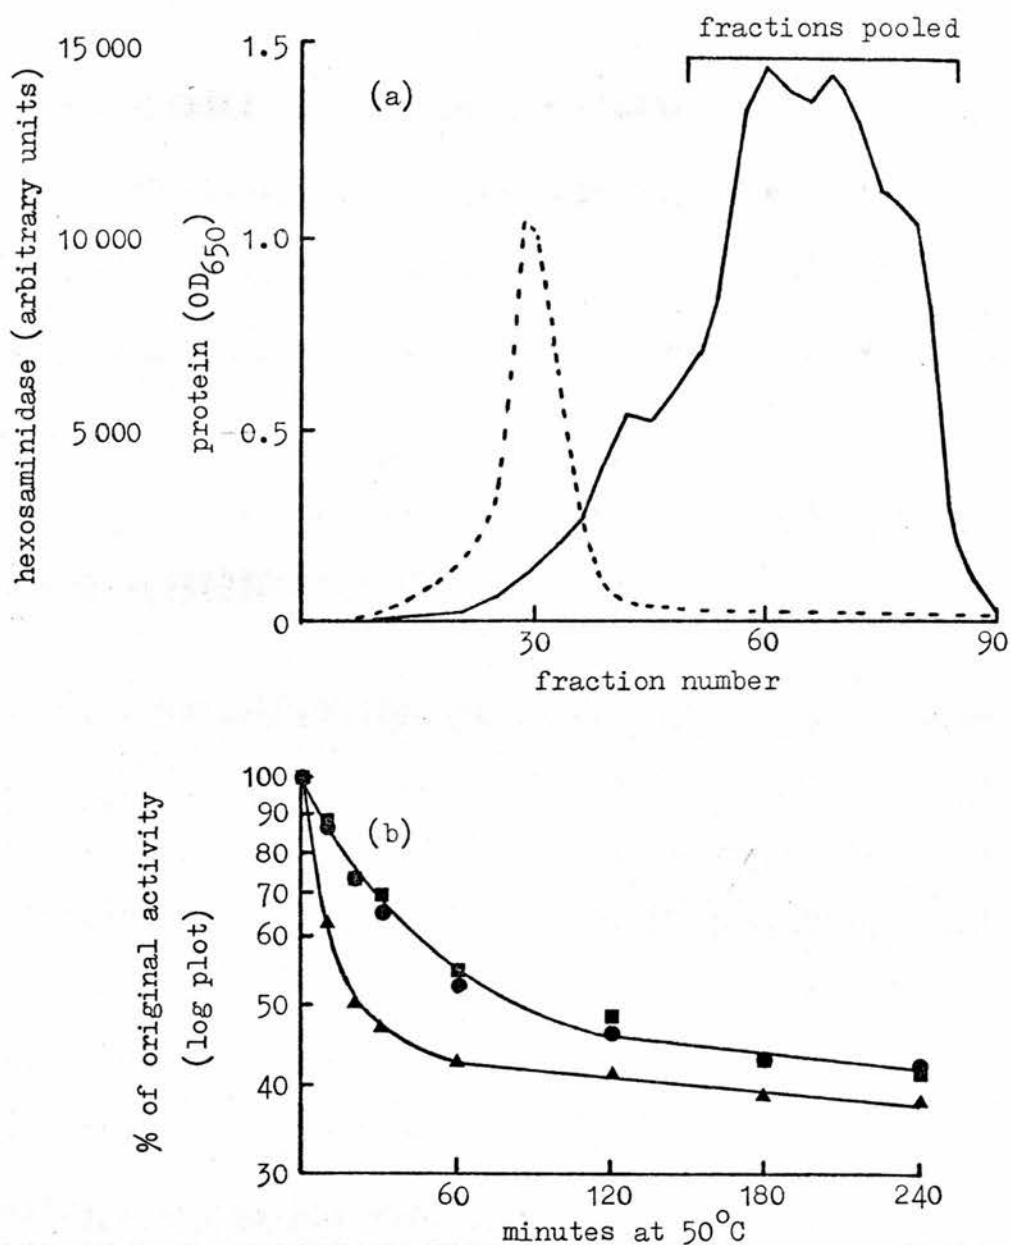 fractions pooled
(a)
hexosaminidase (arbitrary units)
15 000
10 000
5 000
protein (OD650)
1.5
1.0
0.5
0
30
60
90
fraction number
(b)
% of original activity
(log plot)
100
90
80
70
60
50
40
30
60
120
180
240
minutes at 50°C